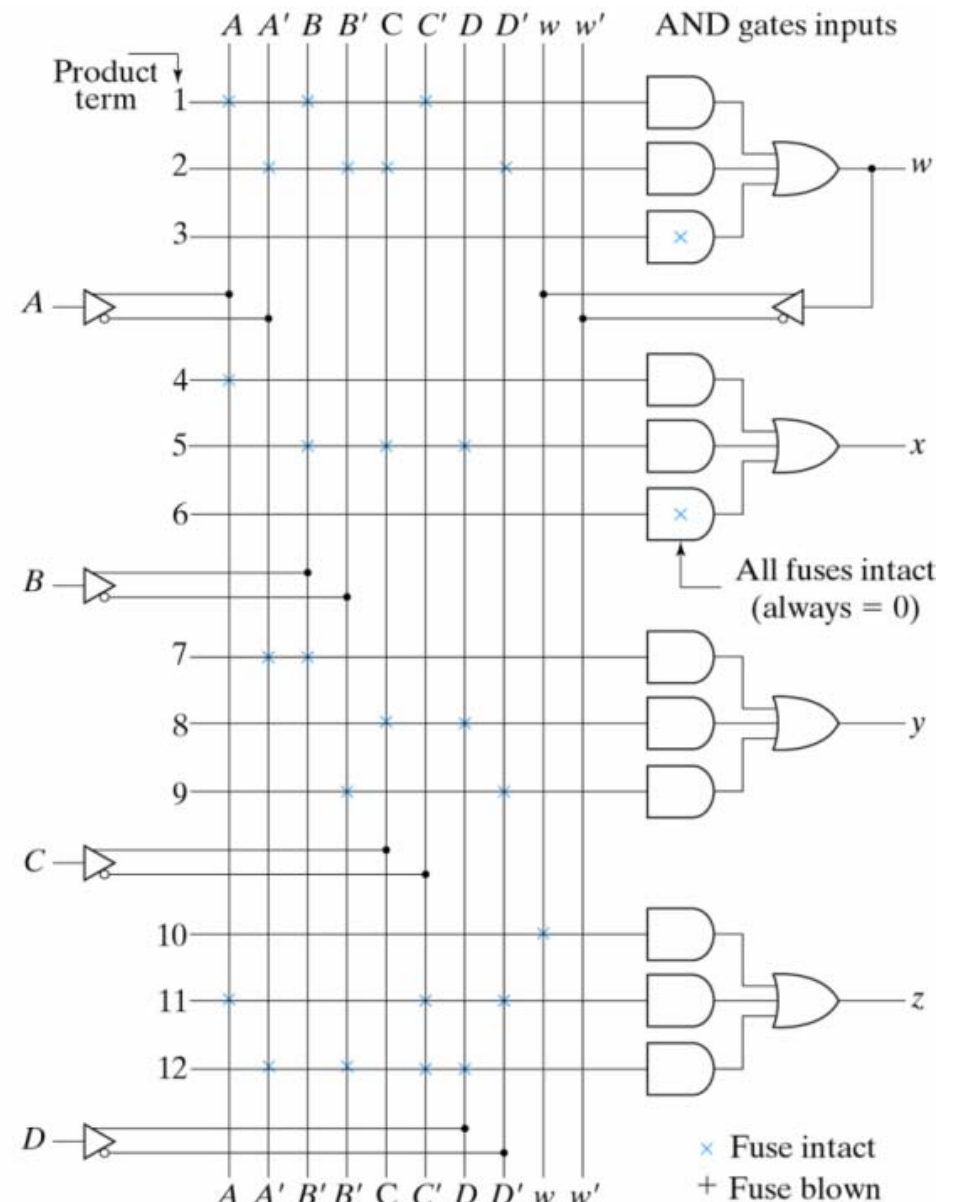 A A' B B' C C' D D' w w' AND gates inputs
Product
term
1
2
w
3
A
4
5
x
6
All fuses intact
(always = 0)
B
7
8
y
9
C
10
11
z
12
D
× Fuse intact
+ Fuse blown
A A' B' B' C C' D D' w w'